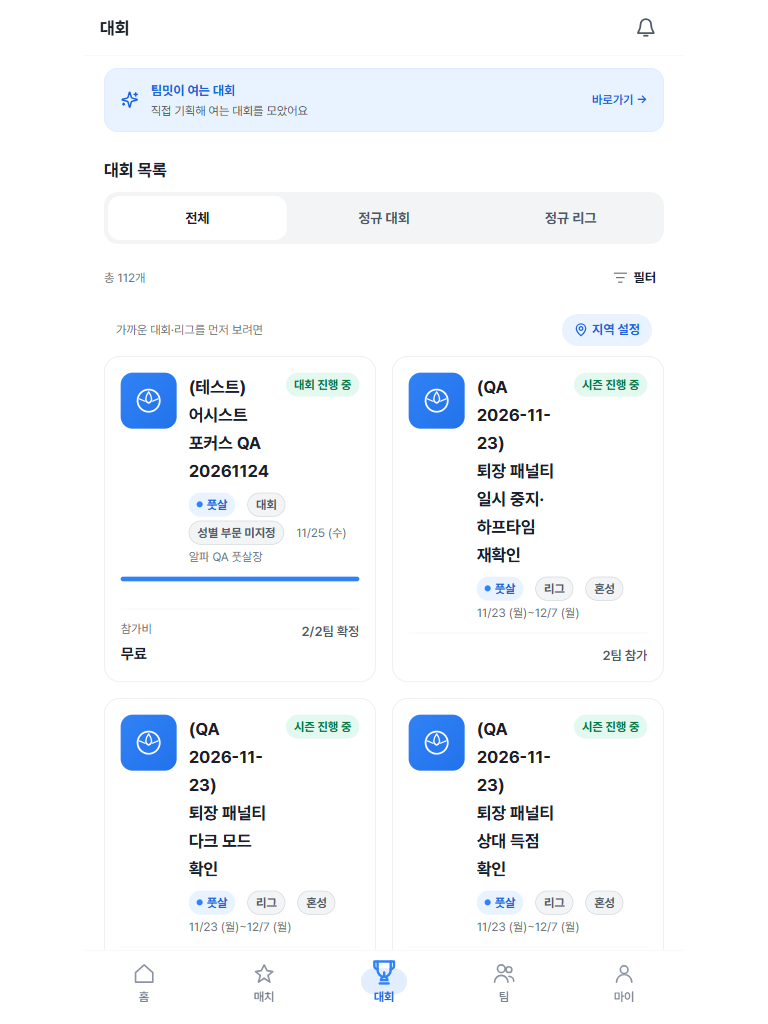 대회
팀밋이 여는 대회
직접 기획해 여는 대회를 모았어요
바로가기 →
대회 목록
전체
정규 대회
정규 리그
총 112개
필터
가까운 대회·리그를 먼저 보려면
지역 설정
(테스트)
어시스트
포커스 QA
20261124
대회 진행 중
풋살
대회
성별 부문 미지정
11/25 (수)
알파 QA 풋살장
참가비
무료
2/2팀 확정
(QA
2026-11-
23)
퇴장 패널티
일시 중지·
하프타임
재확인
시즌 진행 중
풋살
리그
혼성
11/23 (월)~12/7 (월)
2팀 참가
(QA
2026-11-
23)
퇴장 패널티
다크 모드
확인
시즌 진행 중
풋살
리그
혼성
11/23 (월)~12/7 (월)
(QA
2026-11-
23)
퇴장 패널티
상대 득점
확인
시즌 진행 중
풋살
리그
혼성
11/23 (월)~12/7 (월)
홈
매치
대회
팀
마이